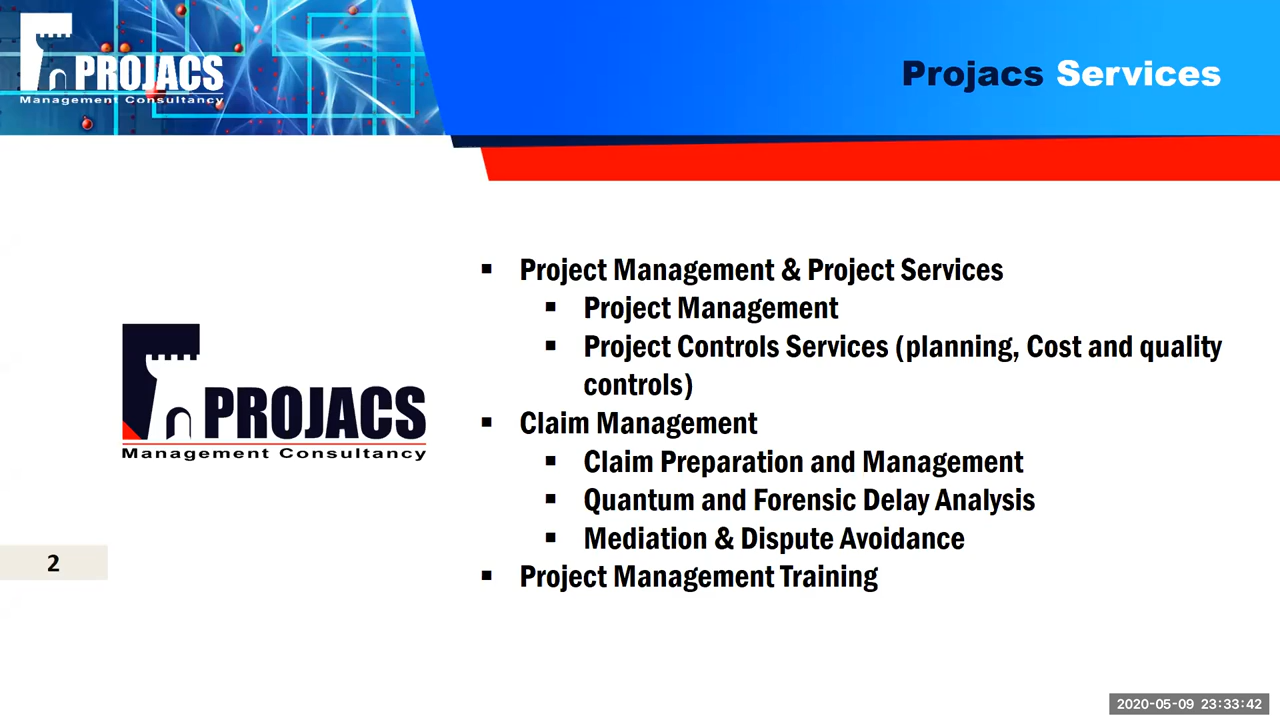 PROJACS
Management Consultancy
Projacs Services
▪ Project Management & Project Services
▪ Project Management
▪ Project Controls Services (planning, Cost and quality
controls)
▪ Claim Management
▪ Claim Preparation and Management
▪ Quantum and Forensic Delay Analysis
▪ Mediation & Dispute Avoidance
▪ Project Management Training
PROJACS
Management Consultancy
2
2020-05-09 23:33:42